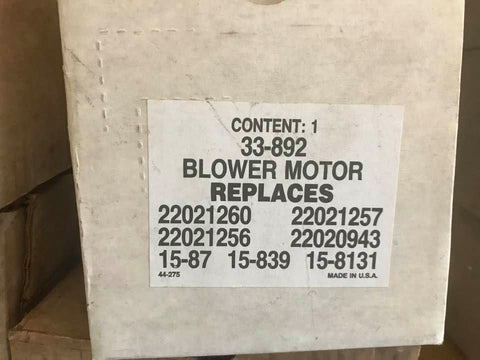 CONTENT: 1
33-892
BLOWER MOTOR
REPLACES
22021260 22021257
22021256 22020943
15-87 15-839 15-8131
44-275 MADE IN U.S.A.